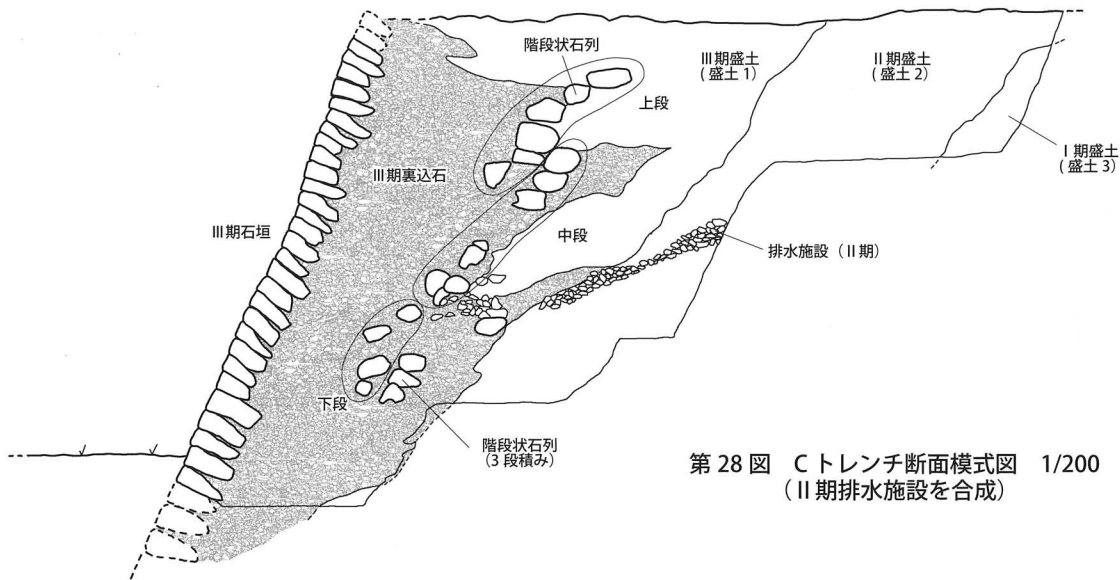 階段状石列
上段
Ⅲ期盛土
(盛土1)
Ⅱ期盛土
(盛土2)
Ⅰ期盛土
(盛土3)
Ⅲ期裏込石
Ⅲ期石垣
中段
排水施設（Ⅱ期）
下段
階段状石列
(3段積み)
第28図　Cトレンチ断面模式図　1/200
（Ⅱ期排水施設を合成）